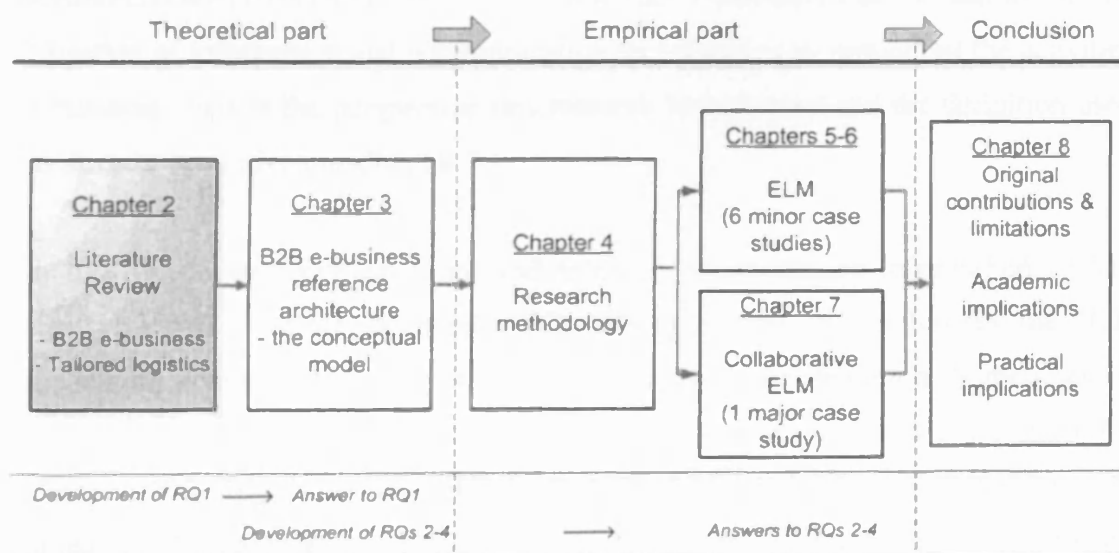 Theoretical part
Empirical part
Conclusion
Chapter 2
Literature
Review
- B2B e-business
- Tailored logistics
Chapter 3
B2B e-business
reference
architecture
- the conceptual
model
Chapter 4
Research
methodology
Chapters 5-6
ELM
(6 minor case
studies)
Chapter 7
Collaborative
ELM
(1 major case
study)
Chapter 8
Original
contributions &
limitations
Academic
implications
Practical
implications
Development of RQ1
Answer to RQ1
Development of RQs 2-4
Answers to RQs 2-4